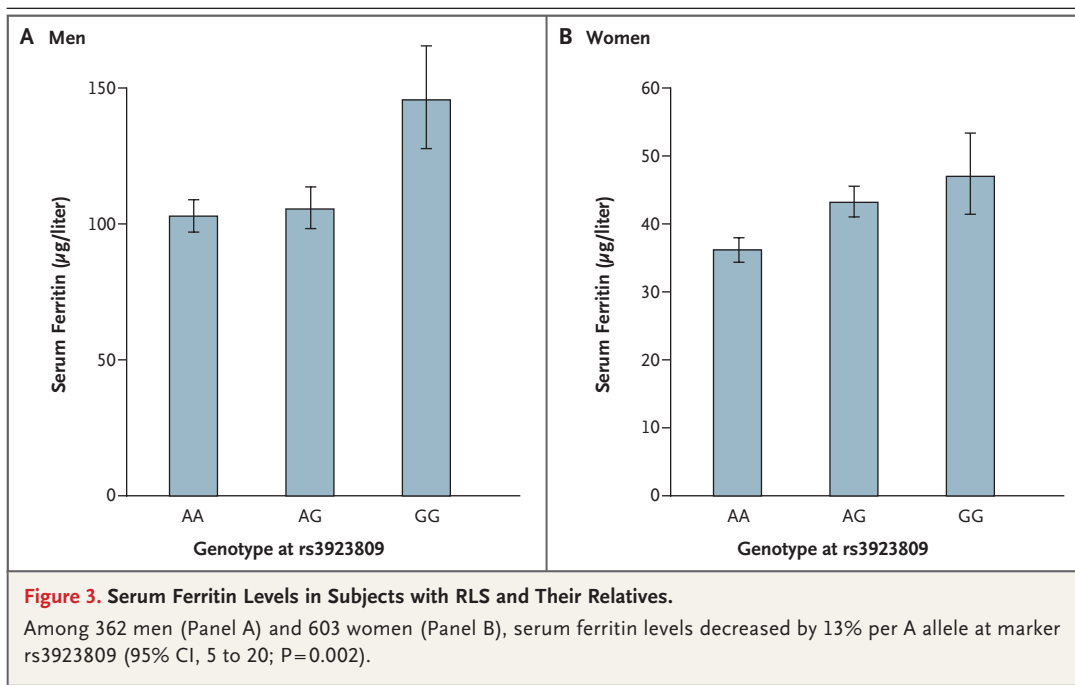 A Men
150
100
50
0
Serum Ferritin (µg/liter)
AA AG GG
Genotype at rs3923809
B Women
60
50
40
30
20
10
0
Serum Ferritin (µg/liter)
AA AG GG
Genotype at rs3923809
Figure 3. Serum Ferritin Levels in Subjects with RLS and Their Relatives.
Among 362 men (Panel A) and 603 women (Panel B), serum ferritin levels decreased by 13% per A allele at marker
rs3923809 (95% CI, 5 to 20; P=0.002).